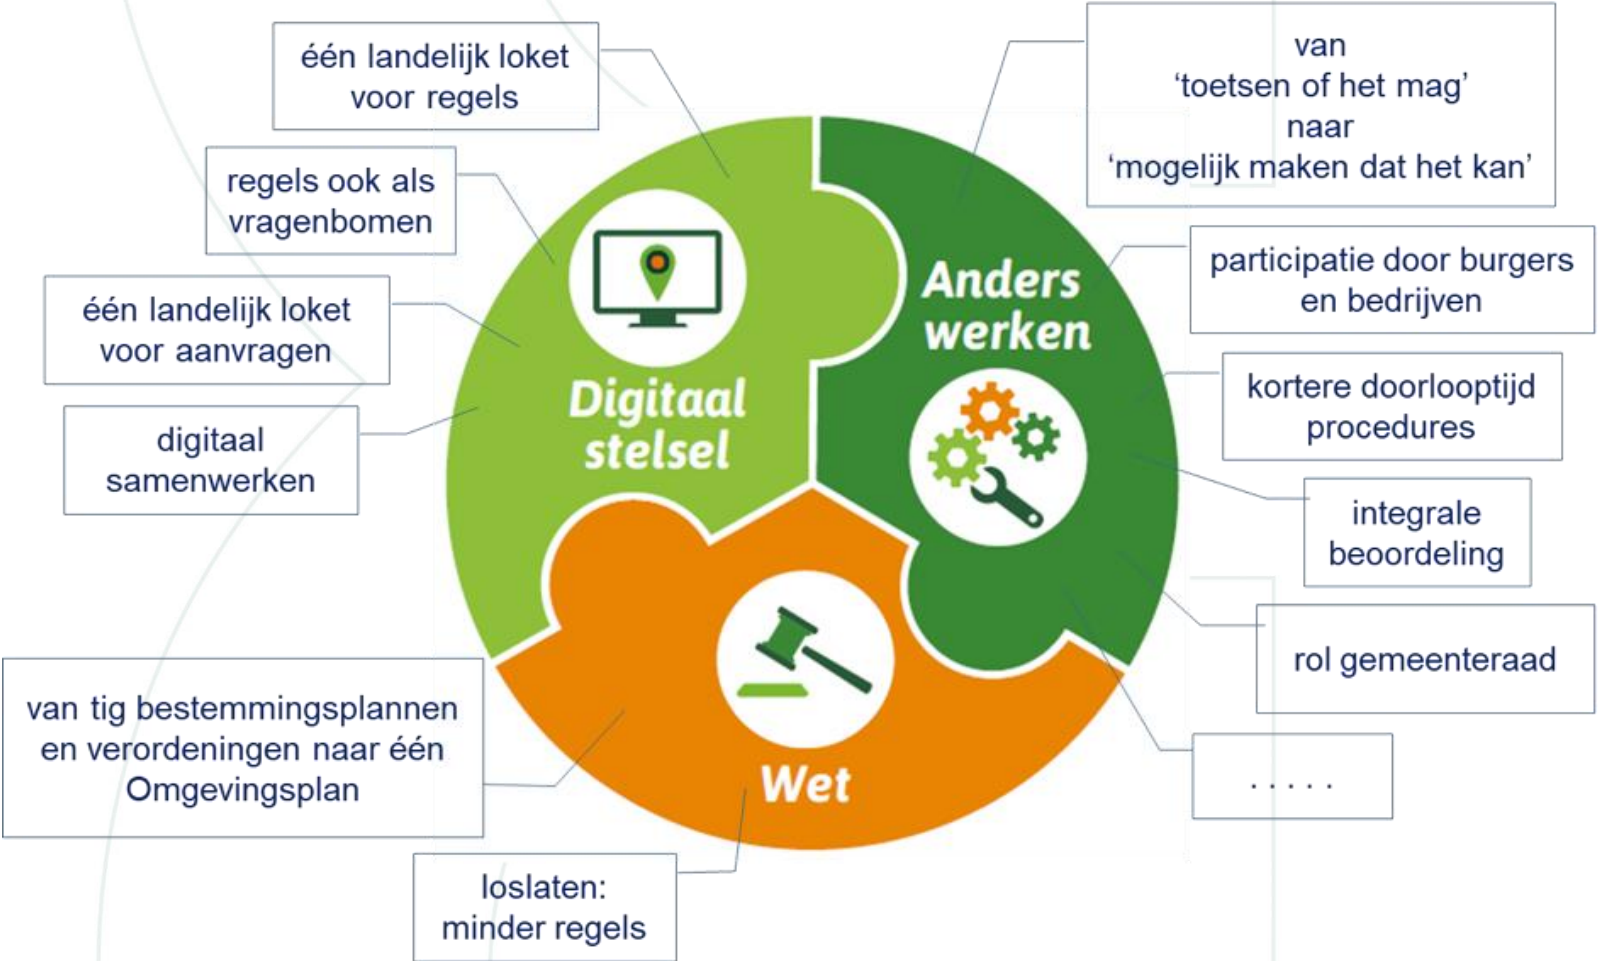 één landelijk loket
voor regels
regels ook als
vragenbomen
één landelijk loket
voor aanvragen
digitaal
samenwerken
van tig bestemmingsplannen
en verordeningen naar één
Omgevingsplan
loslaten:
minder regels
Digitaal
stelsel
Anders
werken
Wet
van
‘toetsen of het mag’
naar
‘mogelijk maken dat het kan’
participatie door burgers
en bedrijven
kortere doorlooptijd
procedures
integrale
beoordeling
rol gemeenteraad
. . . . .